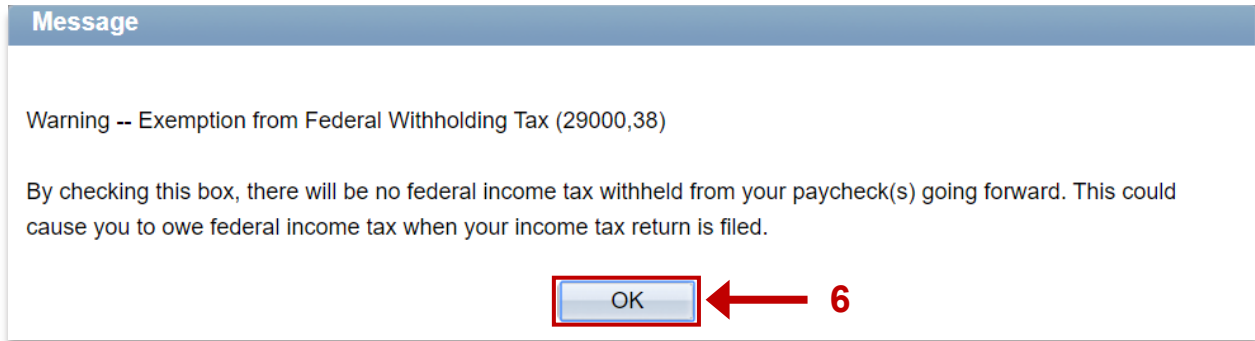 Message
Warning -- Exemption from Federal Withholding Tax (29000,38)
By checking this box, there will be no federal income tax withheld from your paycheck(s) going forward. This could
cause you to owe federal income tax when your income tax return is filed.
OK 6